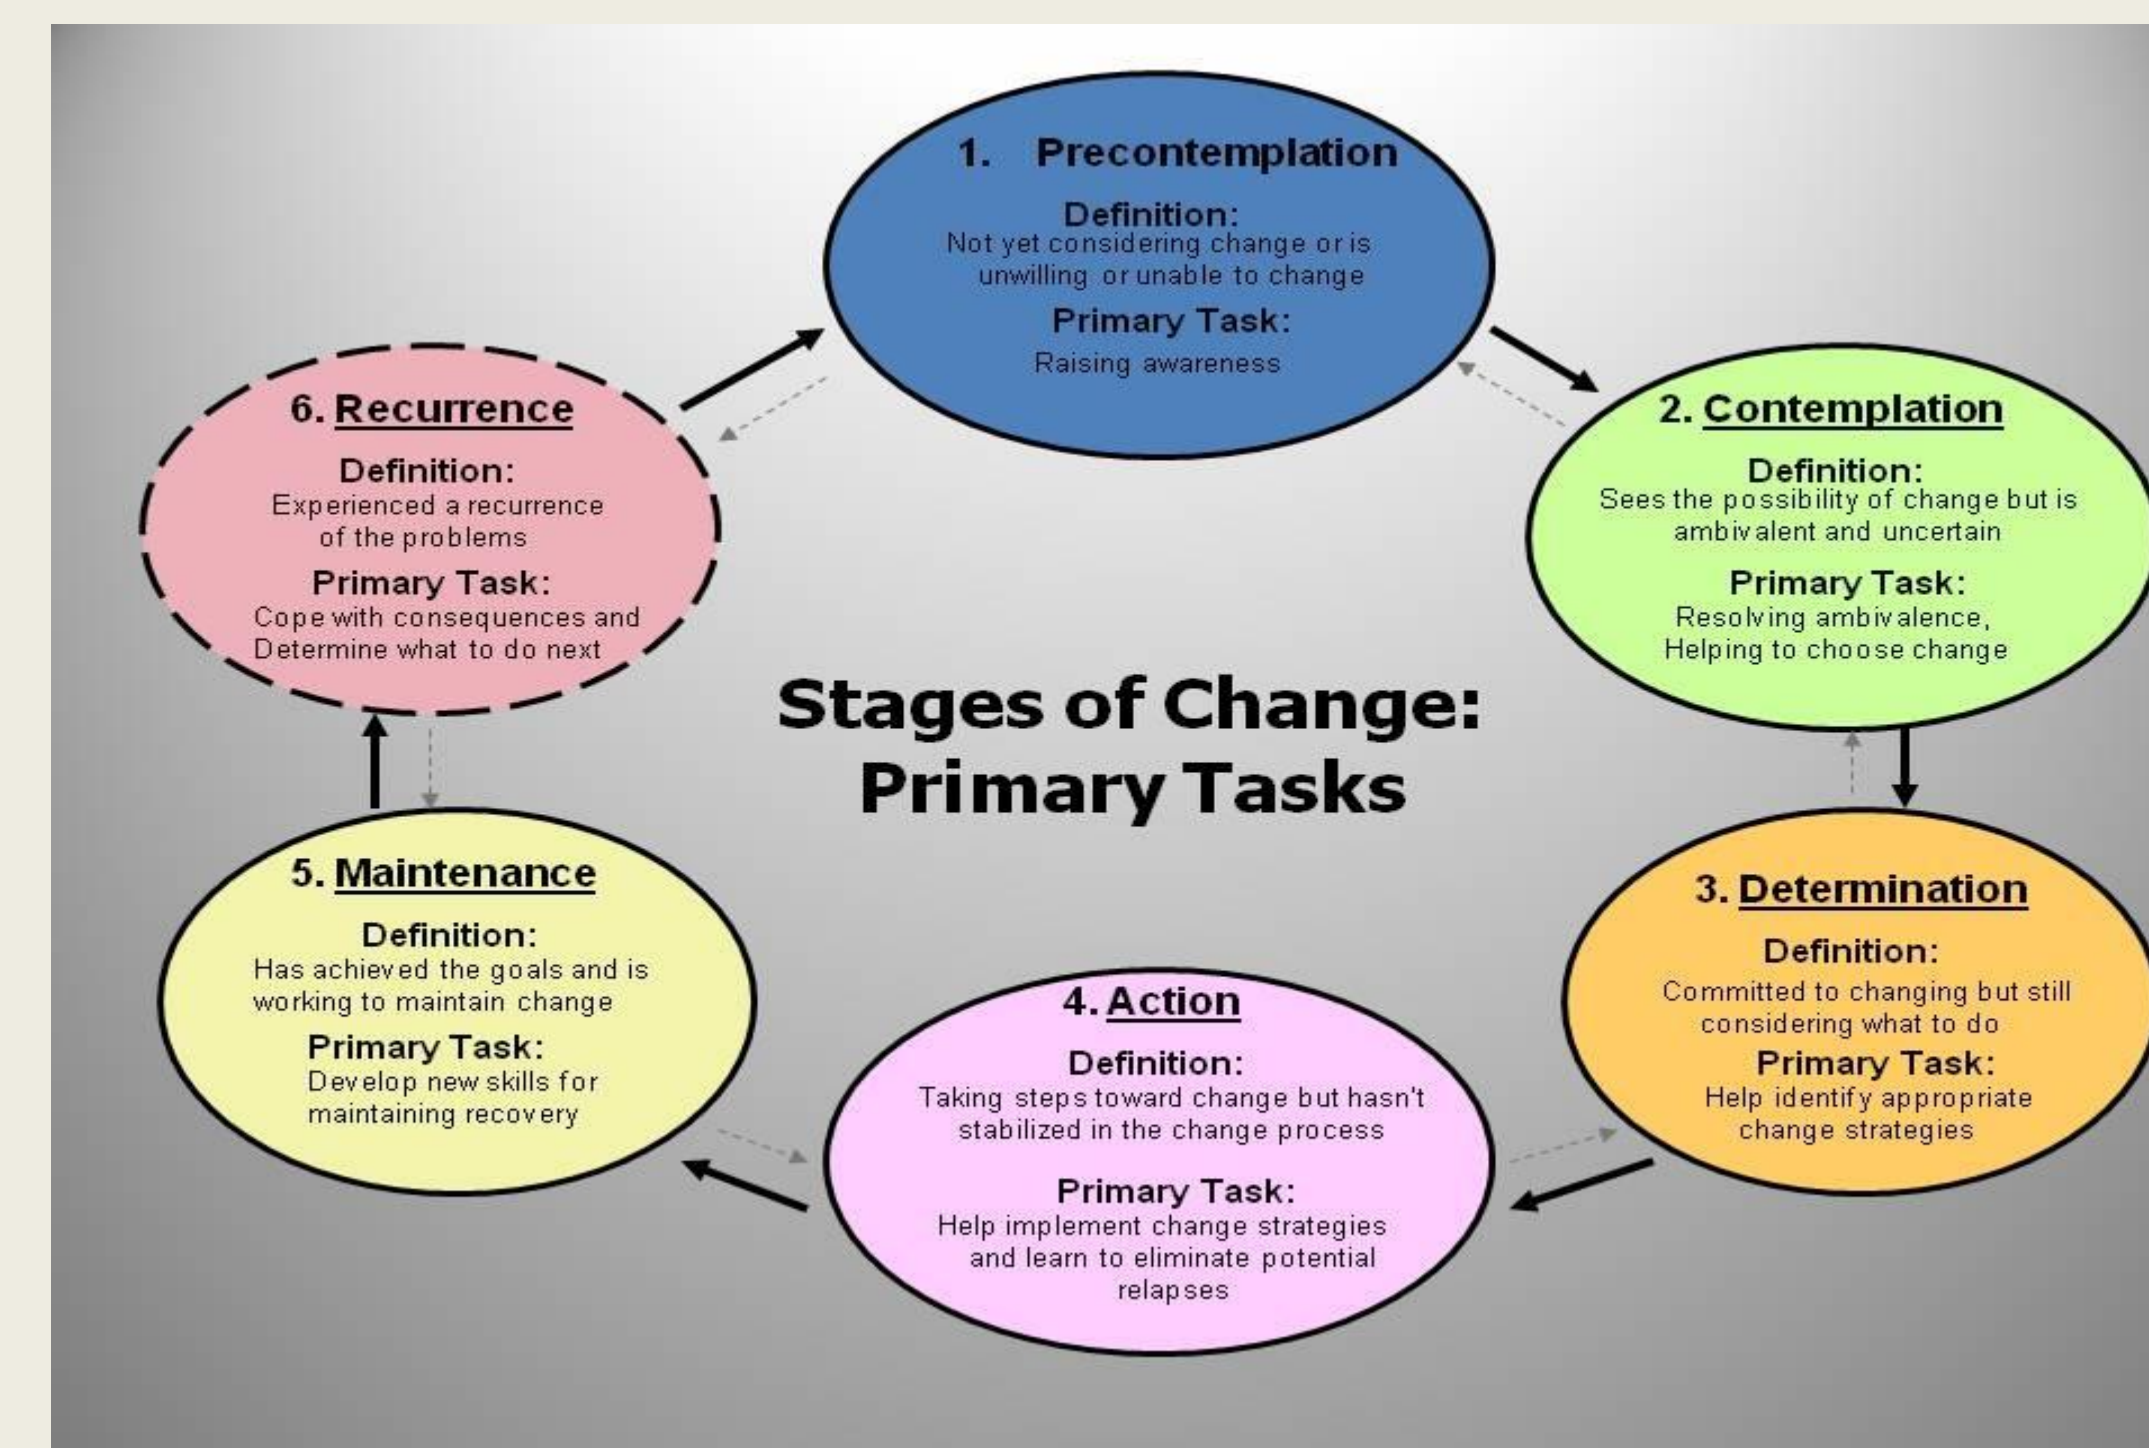 1. Precontemplation
Definition:
Not yet considering change or is
unwilling or unable to change
Primary Task:
Raising awareness
2. Contemplation
Definition:
Sees the possibility of change but is
ambivalent and uncertain
Primary Task:
Resolving ambivalence,
Helping to choose change
3. Determination
Definition:
Committed to changing but still
considering what to do
Primary Task:
Help identify appropriate
change strategies
4. Action
Definition:
Taking steps toward change but hasn't
stabilized in the change process
Primary Task:
Help implement change strategies
and learn to eliminate potential
relapses
5. Maintenance
Definition:
Has achieved the goals and is
working to maintain change
Primary Task:
Develop new skills for
maintaining recovery
6. Recurrence
Definition:
Experienced a recurrence
of the problems
Primary Task:
Cope with consequences and
Determine what to do next
Stages of Change:
Primary Tasks